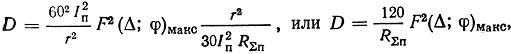 D = \frac{60^2 I_п^2}{r^2} F^2(Δ; φ)_{макс} \frac{r^2}{30 I_п^2 R_{Σп}}, или D = \frac{120}{R_{Σп}} F^2(Δ; φ)_{макс},